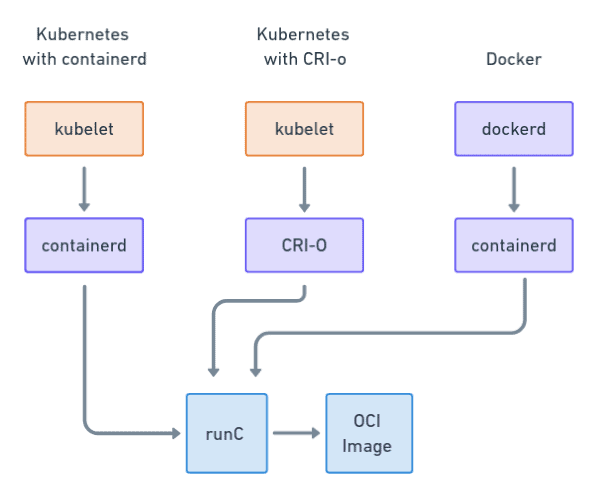 Kubernetes
with containerd
Kubernetes
with CRI-o
Docker
kubelet
kubelet
dockerd
containerd
CRI-O
containerd
runC
OCI
Image